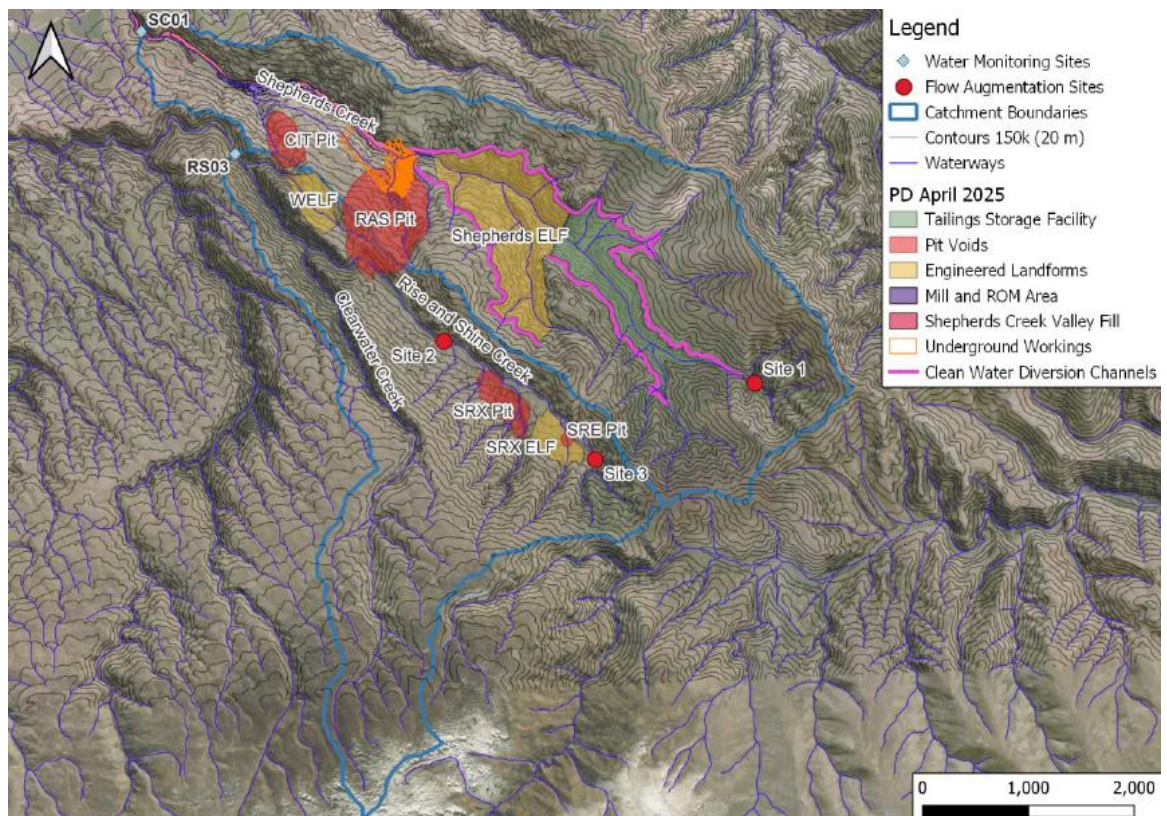 SC01
Shepherds Creek
CIT Pit
RS03
WELF
RAS Pit
Shepherds ELF
Rise and Shine Creek
Clearwater Creek
Site 2
Site 1
SRX Pit
SRE Pit
SRX ELF
Site 3
Legend
Water Monitoring Sites
Flow Augmentation Sites
Catchment Boundaries
Contours 150k (20 m)
Waterways
PD April 2025
Tailings Storage Facility
Pit Voids
Engineered Landforms
Mill and ROM Area
Shepherds Creek Valley Fill
Underground Workings
Clean Water Diversion Channels
0 1,000 2,000